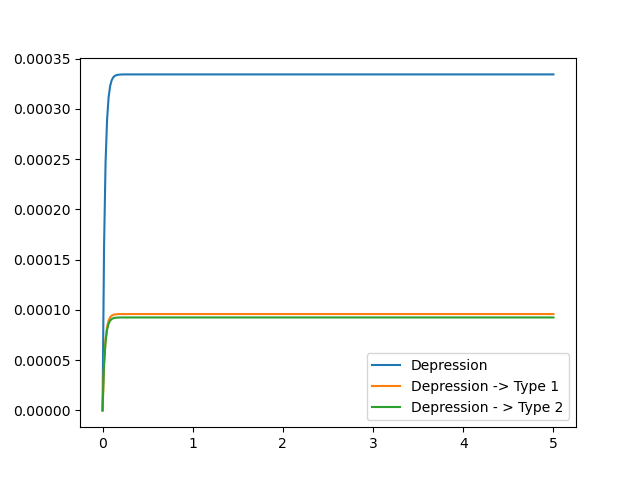 0.00035
0.00030
0.00025
0.00020
0.00015
0.00010
0.00005
0.00000
Depression
Depression -> Type 1
Depression - > Type 2
0 1 2 3 4 5